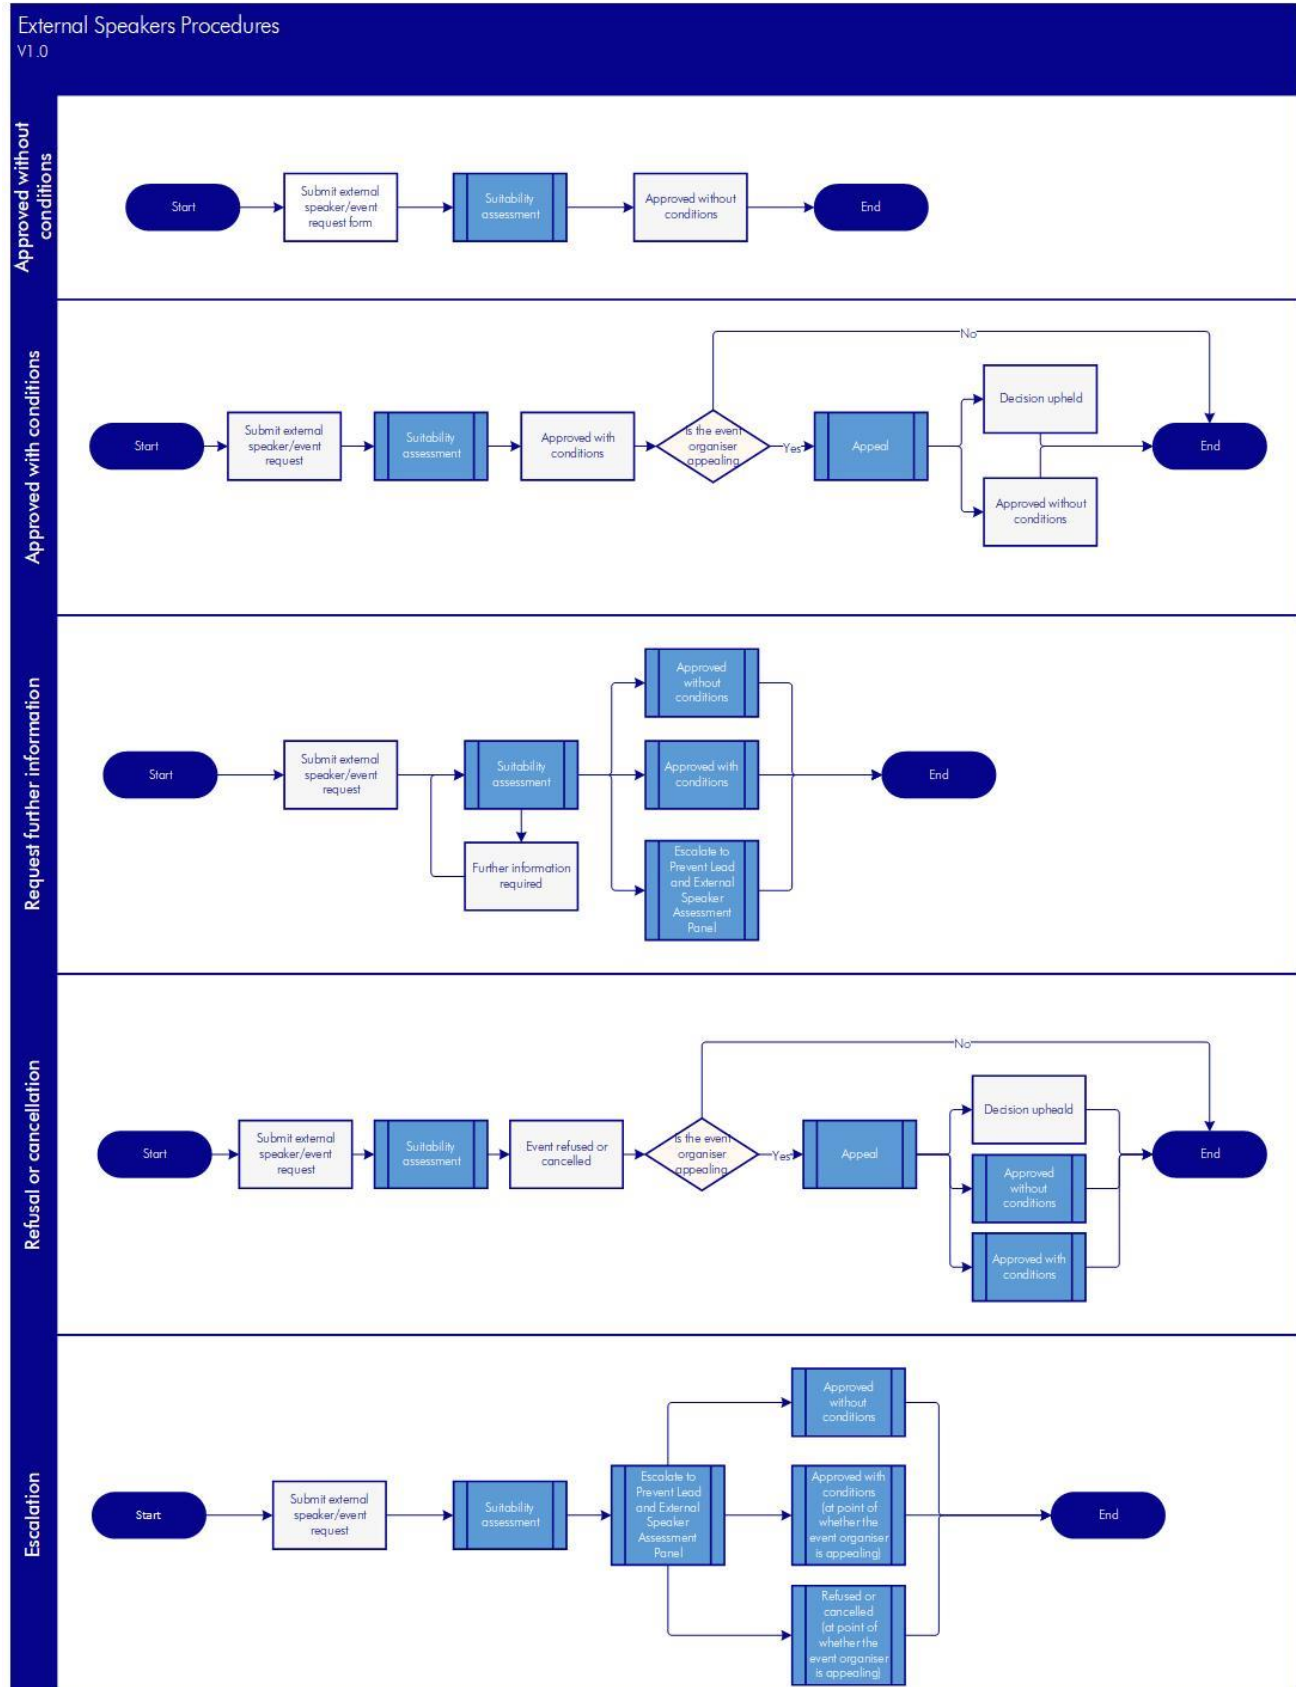 External Speakers Procedures
V1.0
Approved without
conditions
Start
Submit external
speaker/event
request form
Suitability
assessment
Approved without
conditions
End
Approved with conditions
Start
Submit external
speaker/event
request
Suitability
assessment
Approved with
conditions
Is the event
organiser
appealing
No
Yes
Appeal
Decision upheld
Approved without
conditions
End
Request further information
Start
Submit external
speaker/event
request
Suitability
assessment
Further information
required
Approved
without
conditions
Approved with
conditions
Escalate to
Prevent Lead
and External
Speaker
Assessment
Panel
End
Refusal or cancellation
Start
Submit external
speaker/event
request
Suitability
assessment
Event refused or
cancelled
Is the event
organiser
appealing
No
Yes
Appeal
Decision upheald
Approved
without
conditions
Approved with
conditions
End
Escalation
Start
Submit external
speaker/event
request
Suitability
assessment
Escalate to
Prevent Lead
and External
Speaker
Assessment
Panel
Approved
without
conditions
Approved with
conditions
(at point of
whether the
event organiser
is appealing)
Refused or
cancelled
(at point of
whether the
event organiser
is appealing)
End